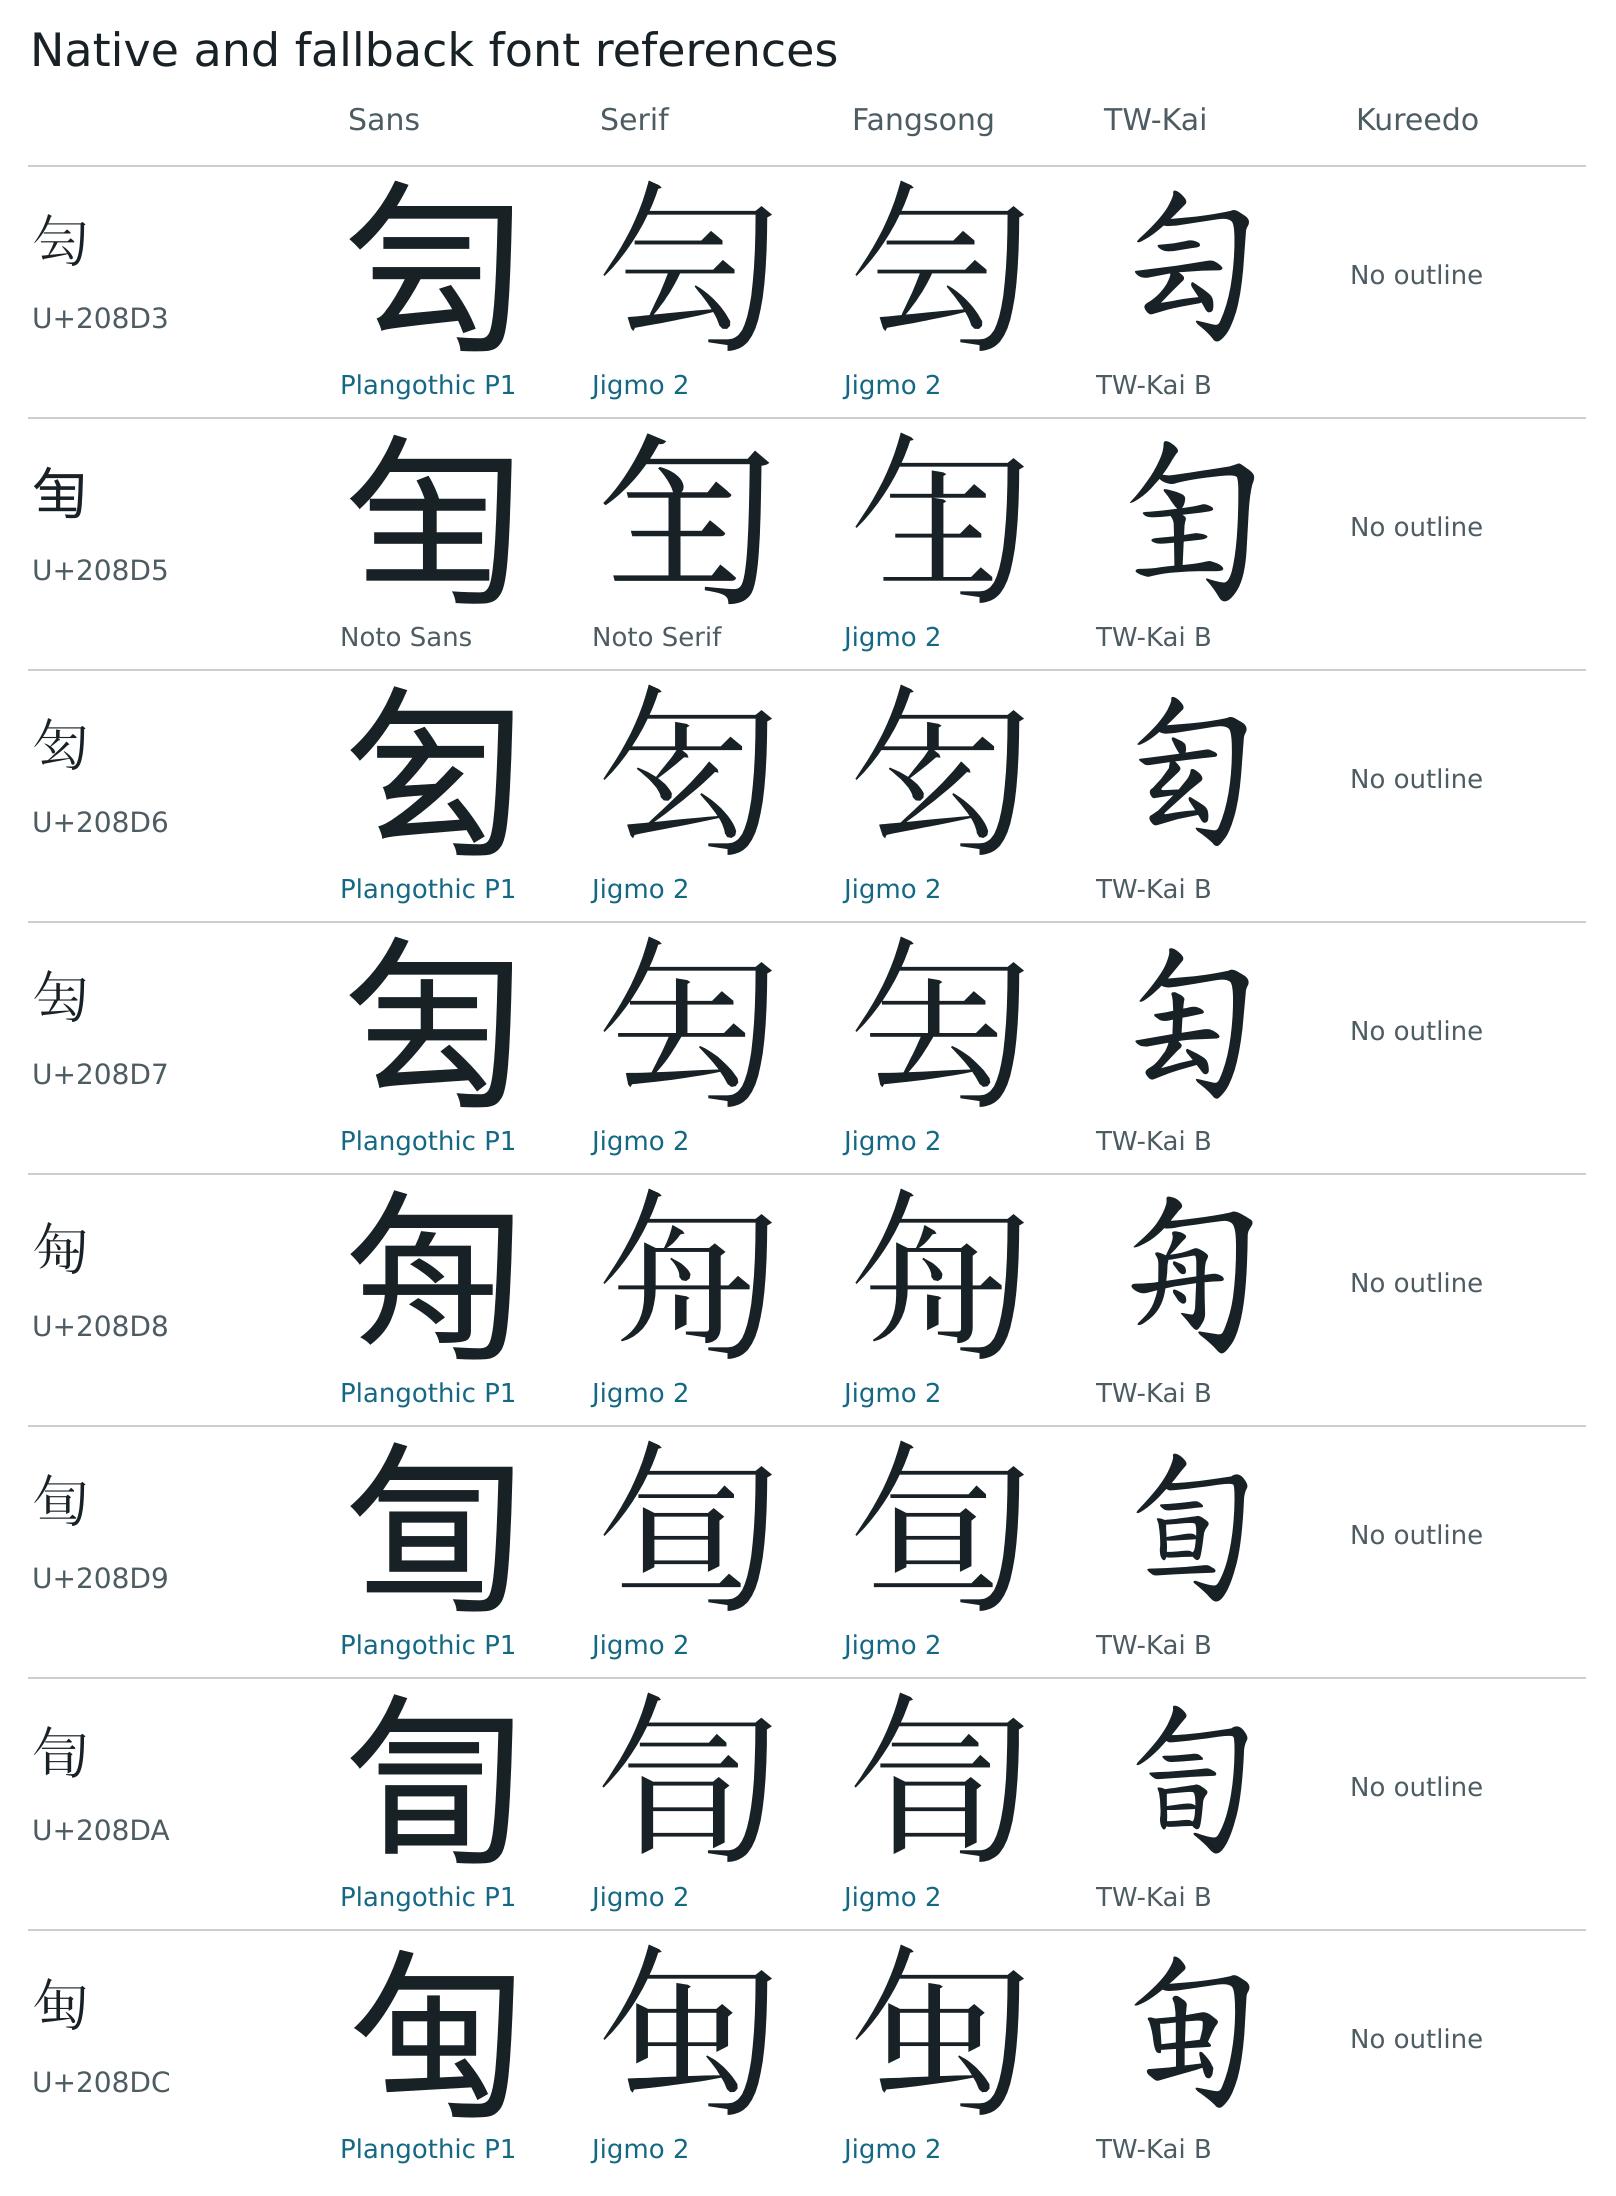 Native and fallback font references
Sans Serif Fangsong TW-Kai Kureedo
𠣓 𠣓 𠣓 𠣓 𠣓 No outline
U+208D3
Plangothic P1 Jigmo 2 Jigmo 2 TW-Kai B
𠣕 𠣕 𠣕 𠣕 𠣕 No outline
U+208D5
Noto Sans Noto Serif Jigmo 2 TW-Kai B
𠣖 𠣖 𠣖 𠣖 𠣖 No outline
U+208D6
Plangothic P1 Jigmo 2 Jigmo 2 TW-Kai B
𠣗 𠣗 𠣗 𠣗 𠣗 No outline
U+208D7
Plangothic P1 Jigmo 2 Jigmo 2 TW-Kai B
𠣘 𠣘 𠣘 𠣘 𠣘 No outline
U+208D8
Plangothic P1 Jigmo 2 Jigmo 2 TW-Kai B
𠣙 𠣙 𠣙 𠣙 𠣙 No outline
U+208D9
Plangothic P1 Jigmo 2 Jigmo 2 TW-Kai B
𠣚 𠣚 𠣚 𠣚 𠣚 No outline
U+208DA
Plangothic P1 Jigmo 2 Jigmo 2 TW-Kai B
𠣜 𠣜 𠣜 𠣜 𠣜 No outline
U+208DC
Plangothic P1 Jigmo 2 Jigmo 2 TW-Kai B